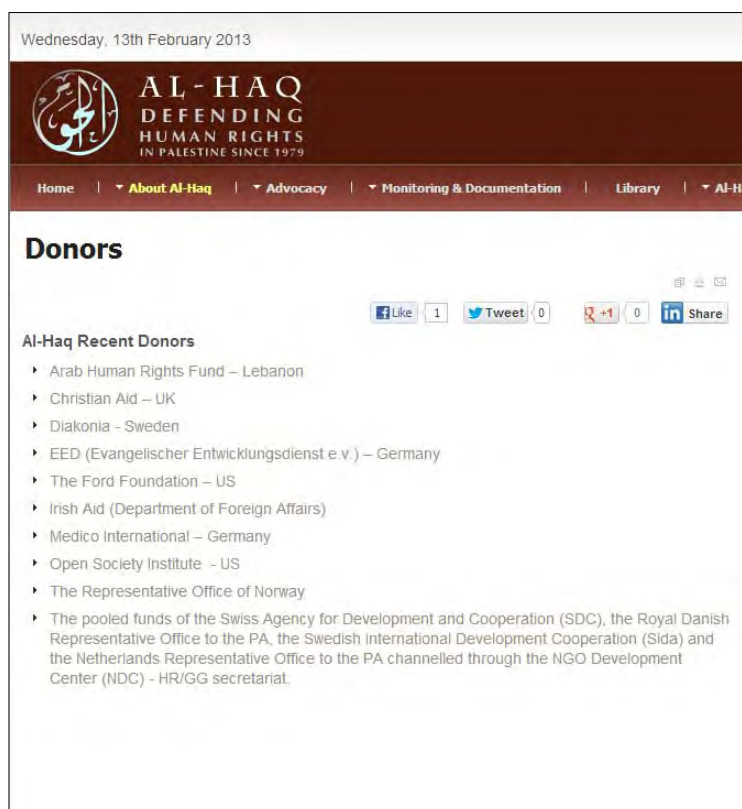 Wednesday, 13th February 2013
AL-HAQ
DEFENDING
HUMAN RIGHTS
IN PALESTINE SINCE 1979
Home | About Al-Haq | Advocacy | Monitoring & Documentation | Library | Al-H
Donors
Like 1 Tweet 0 +1 0 in Share
Al-Haq Recent Donors
Arab Human Rights Fund – Lebanon
Christian Aid – UK
Diakonia - Sweden
EED (Evangelischer Entwicklungsdienst e.v.) – Germany
The Ford Foundation – US
Irish Aid (Department of Foreign Affairs)
Medico International – Germany
Open Society Institute - US
The Representative Office of Norway
The pooled funds of the Swiss Agency for Development and Cooperation (SDC), the Royal Danish
Representative Office to the PA, the Swedish International Development Cooperation (Sida) and
the Netherlands Representative Office to the PA channelled through the NGO Development
Center (NDC) - HR/GG secretariat.